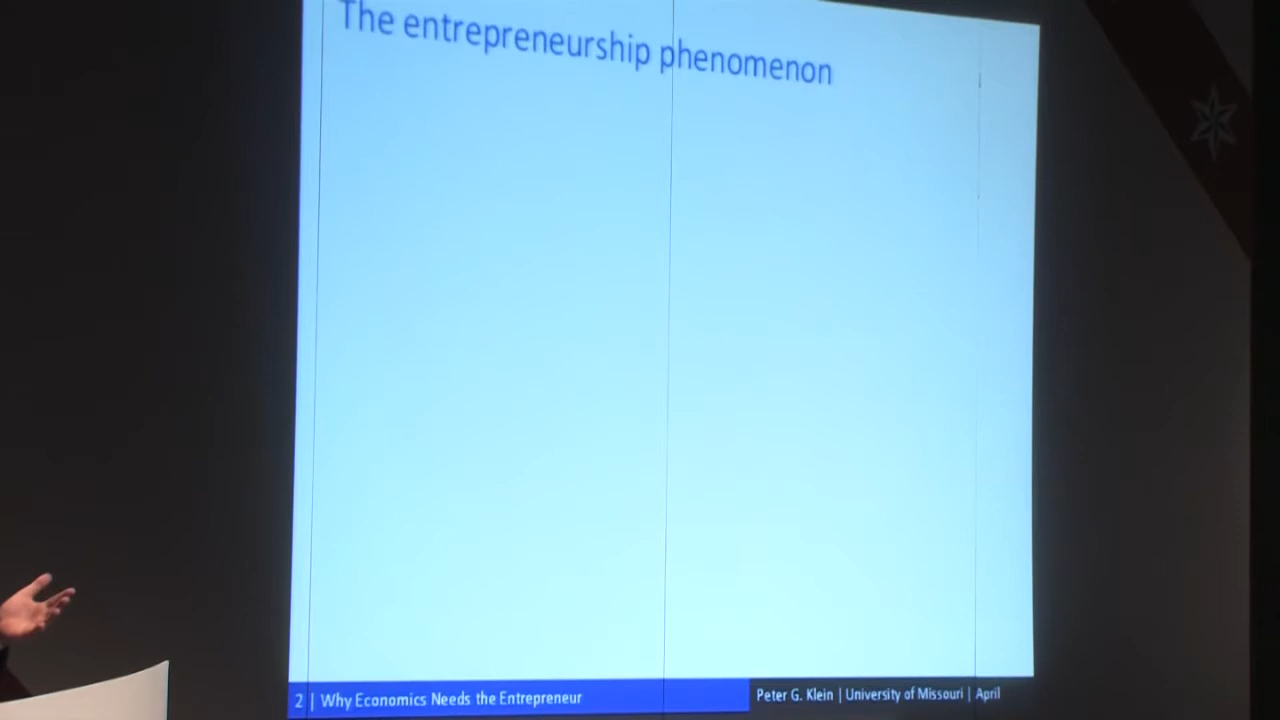 The entrepreneurship phenomenon
2 | Why Economics Needs the Entrepreneur
Peter G. Klein | University of Missouri | April